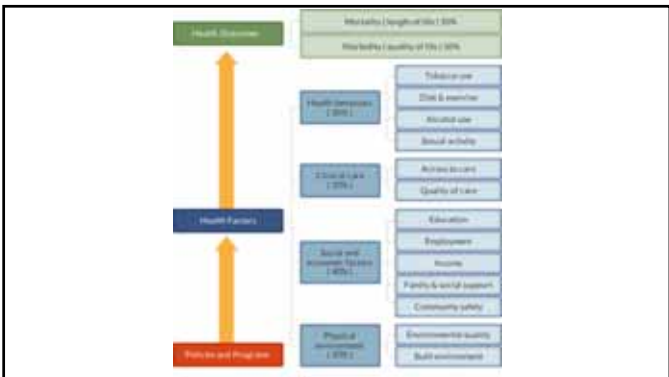 Health Outcomes
Mortality (length of life) 50%
Morbidity (quality of life) 50%
Health behaviors
(30%)
Tobacco use
Diet & exercise
Alcohol use
Sexual activity
Clinical care
(20%)
Access to care
Quality of care
Health Factors
Social and
economic factors
(40%)
Education
Employment
Income
Family & social support
Community safety
Physical
environment
(10%)
Environmental quality
Built environment
Policies and Programs